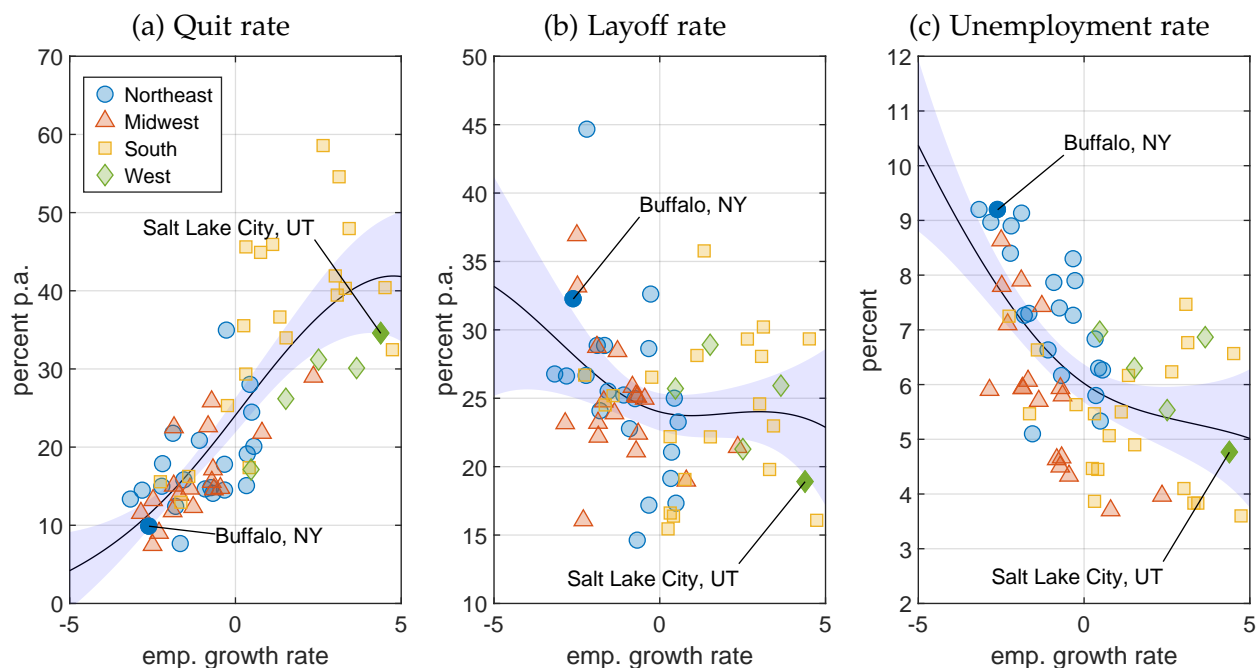 (a) Quit rate
70
60
50
40
30
20
10
0
percent p.a.
Northeast
Midwest
South
West
Salt Lake City, UT
Buffalo, NY
-5
0
5
emp. growth rate
(b) Layoff rate
50
45
40
35
30
25
20
15
10
percent p.a.
Buffalo, NY
Salt Lake City, UT
-5
0
5
emp. growth rate
(c) Unemployment rate
12
11
10
9
8
7
6
5
4
3
2
percent
Buffalo, NY
Salt Lake City, UT
-5
0
5
emp. growth rate